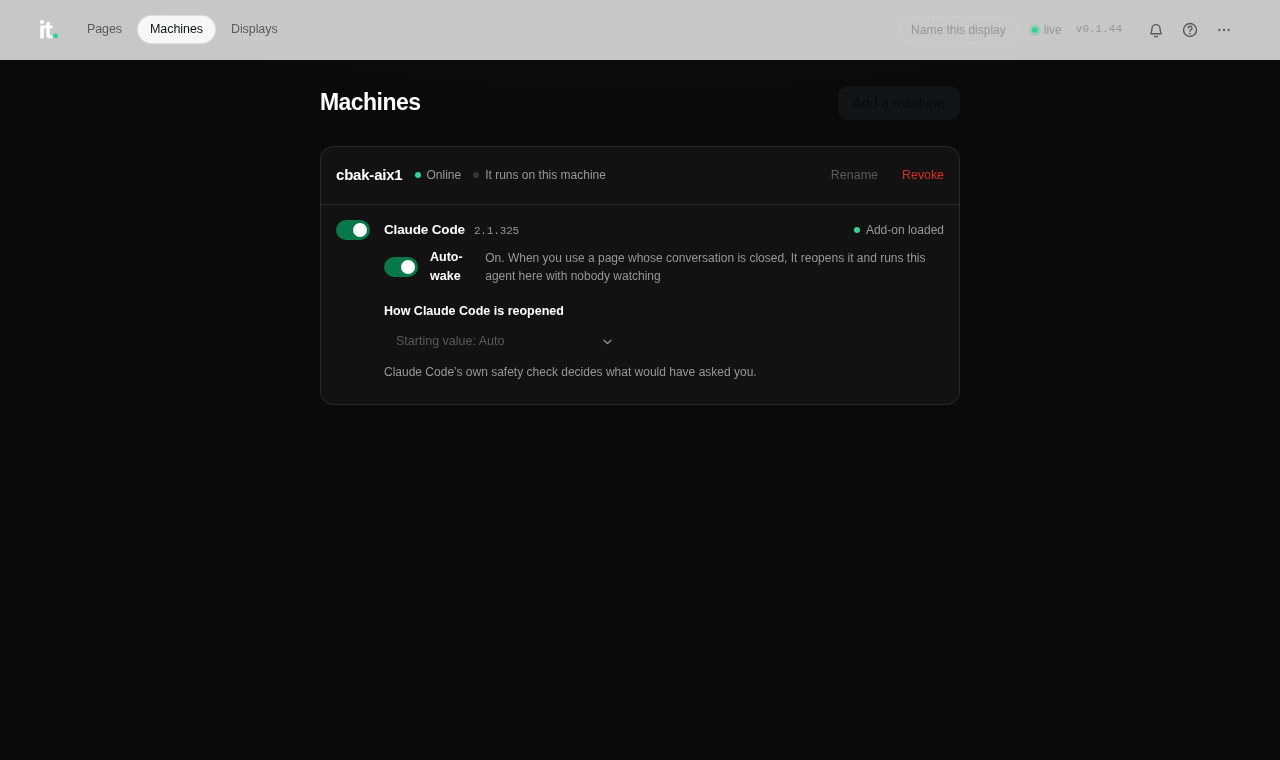 it.
Pages
Machines
Displays
Name this display
live
v0.1.44
Machines
Add a machine
cbak-aix1
Online
It runs on this machine
Rename
Revoke
Claude Code 2.1.325
Add-on loaded
Auto-
wake
On. When you use a page whose conversation is closed, It reopens it and runs this
agent here with nobody watching
How Claude Code is reopened
Starting value: Auto
Claude Code's own safety check decides what would have asked you.